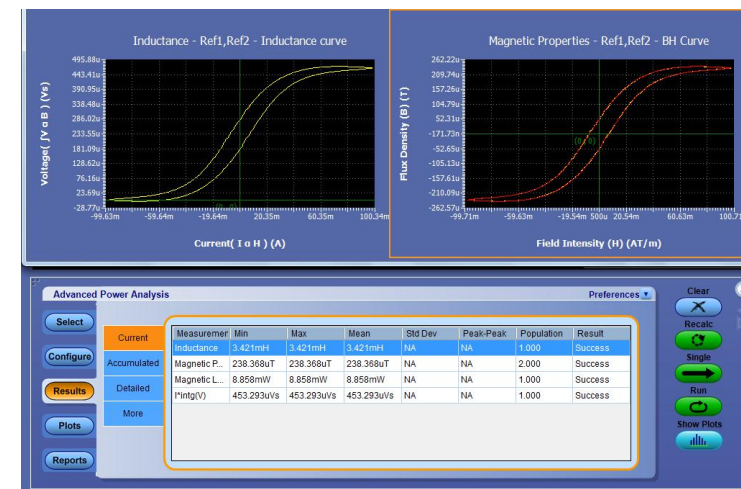 Inductance - Ref1,Ref2 - Inductance curve
495.88u
443.41u
390.95u
338.48u
286.02u
233.55u
181.09u
128.62u
76.16u
23.69u
-28.77u
Voltage( ∫V α B ) (Vs)
(0, 0)
-99.63m -59.64m -19.64m 20.35m 60.35m 100.34m
Current( I α H ) (A)
Magnetic Properties - Ref1,Ref2 - BH Curve
262.22u
209.74u
157.26u
104.79u
52.31u
-171.73n
-52.65u
-105.13u
-157.61u
-210.09u
-262.57u
Flux Density (B) (T)
(0, 0)
-99.71m -59.63m -19.54m 500u 20.54m 60.63m 100.71
Field Intensity (H) (AT/m)
Advanced Power Analysis
Preferences
Select
Configure
Results
Plots
Reports
Current
Accumulated
Detailed
More
Measuremer Min Max Mean Std Dev Peak-Peak Population Result
Inductance 3.421mH 3.421mH 3.421mH NA NA 1.000 Success
Magnetic P... 238.368uT 238.368uT 238.368uT NA NA 2.000 Success
Magnetic L... 8.858mW 8.858mW 8.858mW NA NA 1.000 Success
I*intg(V) 453.293uVs 453.293uVs 453.293uVs NA NA 1.000 Success
Clear
Recalc
Single
Run
Show Plots